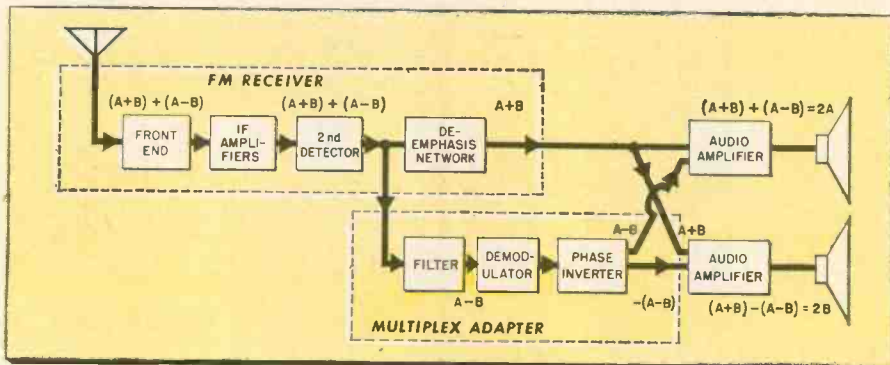 FM RECEIVER
(A+B) + (A−B)
(A+B) + (A−B)
A+B
(A+B) + (A−B) = 2A
FRONT
END
IF
AMPLI-
FIERS
2nd
DETECTOR
DE-
EMPHASIS
NETWORK
AUDIO
AMPLIFIER
A−B
A+B
FILTER
DEMOD-
ULATOR
PHASE
INVERTER
AUDIO
AMPLIFIER
A−B
−(A−B)
(A+B) − (A−B) = 2B
MULTIPLEX ADAPTER